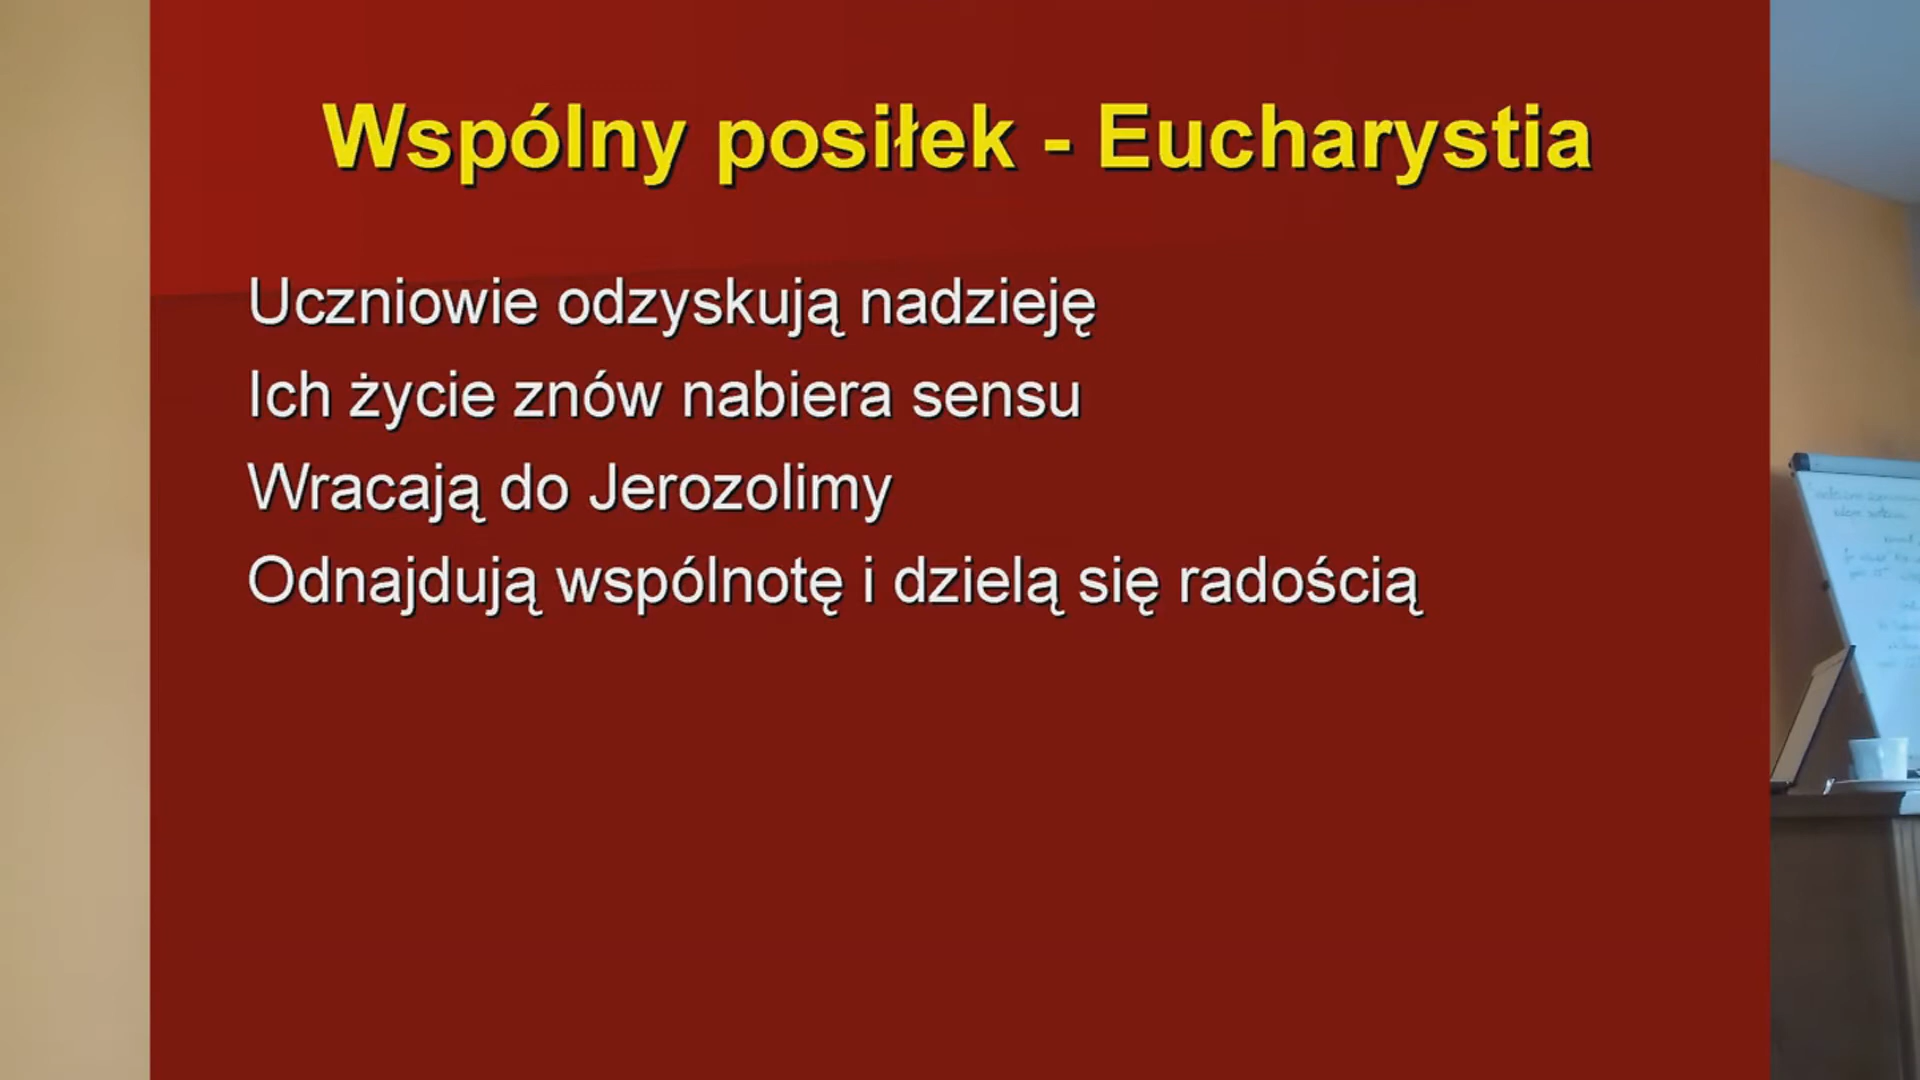 Wspólny posiłek - Eucharystia
Uczniowie odzyskują nadzieję
Ich życie znów nabiera sensu
Wracają do Jerozolimy
Odnajdują wspólnotę i dzielą się radością